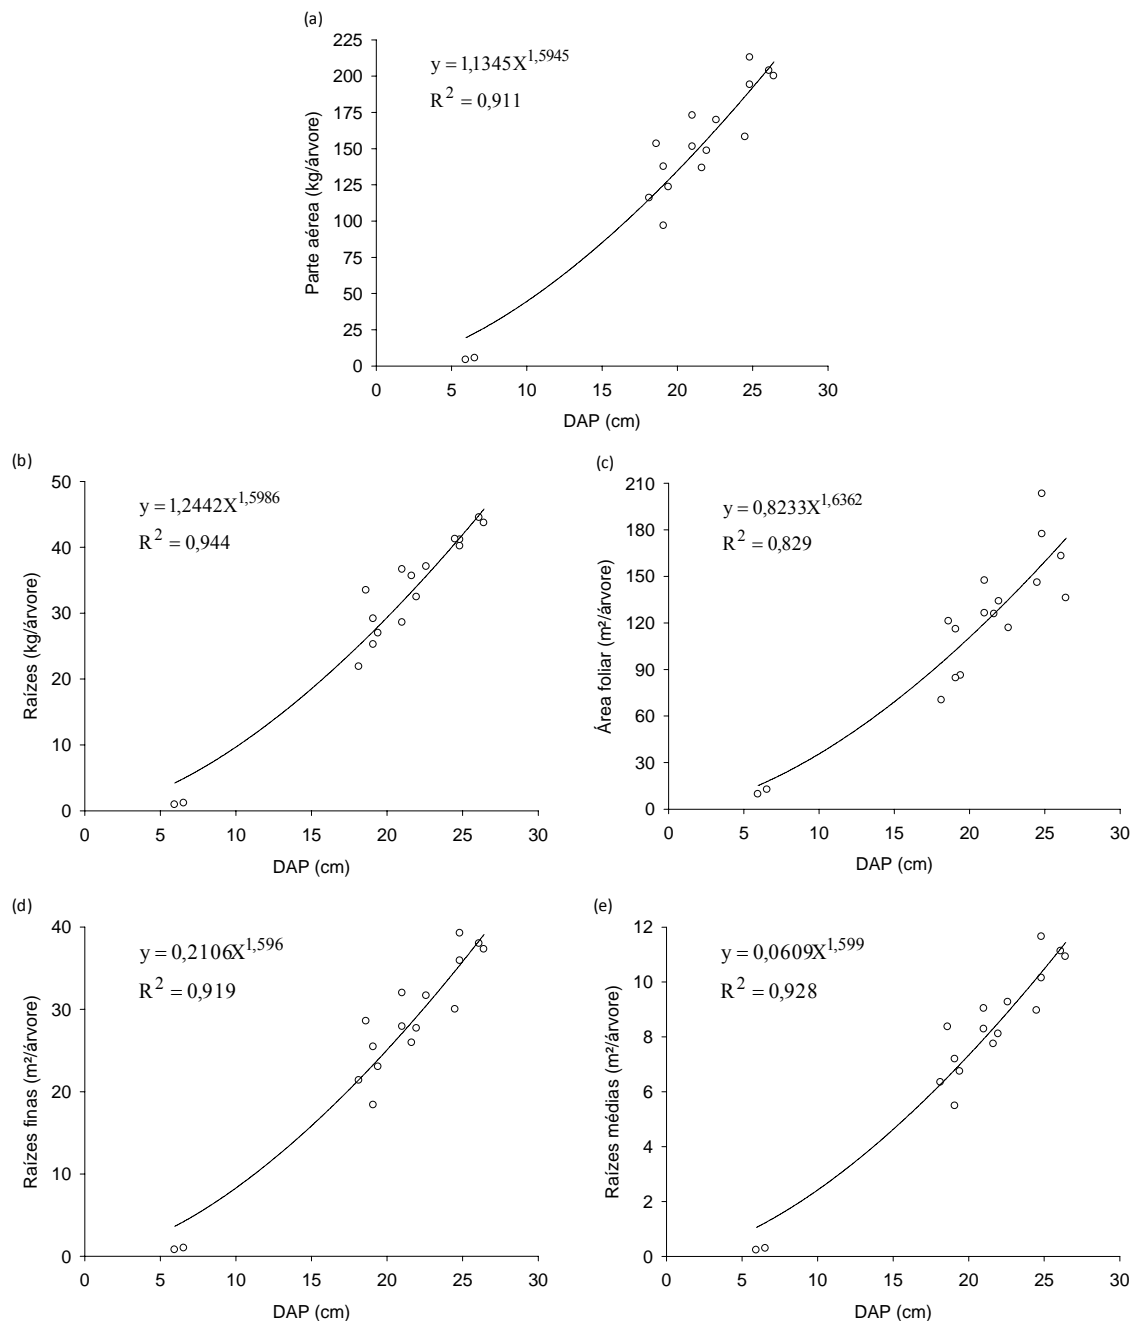 (a)
225
200
175
150
125
100
75
50
25
0
y = 1,1345X^1,5945
R^2 = 0,911
Parte aérea (kg/árvore)
0 5 10 15 20 25 30
DAP (cm)
(b)
50
40
30
20
10
0
y = 1,2442X^1,5986
R^2 = 0,944
Raízes (kg/árvore)
0 5 10 15 20 25 30
DAP (cm)
(c)
210
180
150
120
90
60
30
0
y = 0,8233X^1,6362
R^2 = 0,829
Área foliar (m²/árvore)
0 5 10 15 20 25 30
DAP (cm)
(d)
40
30
20
10
0
y = 0,2106X^1,596
R^2 = 0,919
Raízes finas (m²/árvore)
0 5 10 15 20 25 30
DAP (cm)
(e)
12
10
8
6
4
2
0
y = 0,0609X^1,599
R^2 = 0,928
Raízes médias (m²/árvore)
0 5 10 15 20 25 30
DAP (cm)